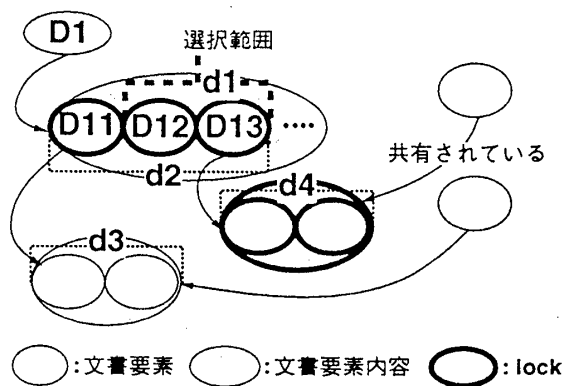 D1
選択範囲
d1
D11 D12 D13 ····
共有されている
d2
d4
d3
:文書要素 :文書要素内容 :lock